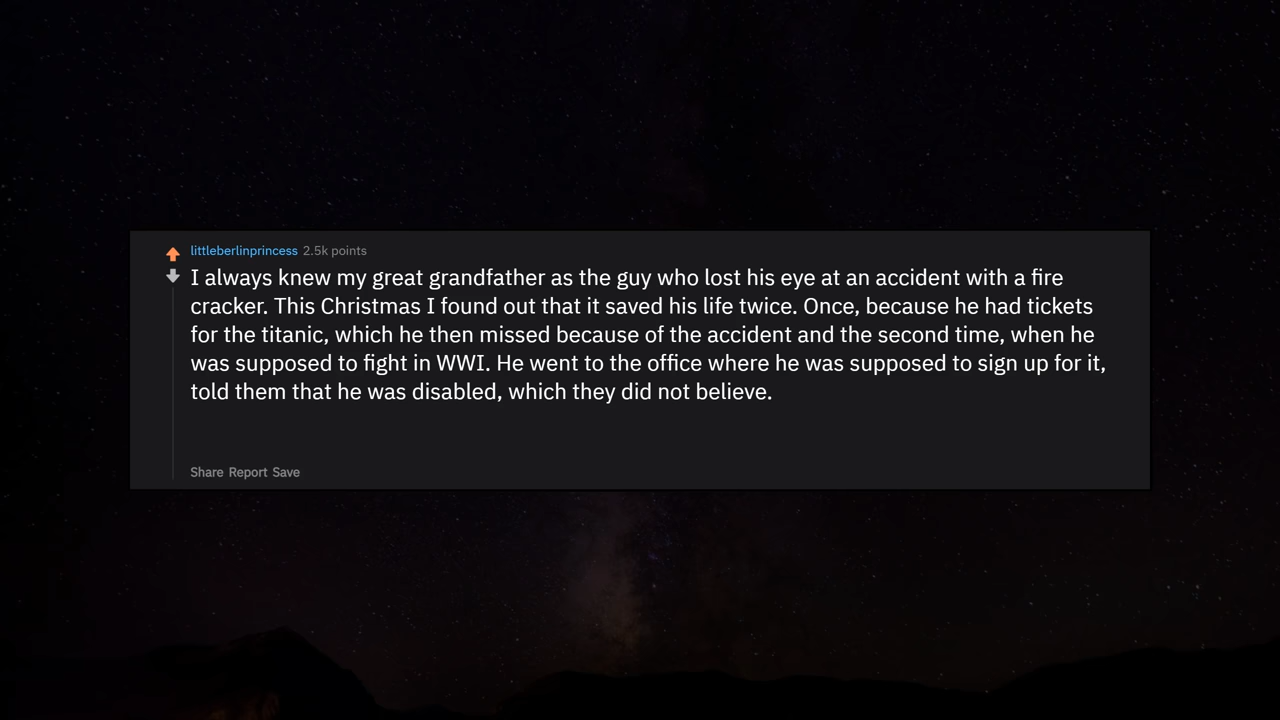 littleberlinprincess 2.5k points
I always knew my great grandfather as the guy who lost his eye at an accident with a fire
cracker. This Christmas I found out that it saved his life twice. Once, because he had tickets
for the titanic, which he then missed because of the accident and the second time, when he
was supposed to fight in WWI. He went to the office where he was supposed to sign up for it,
told them that he was disabled, which they did not believe.
Share Report Save